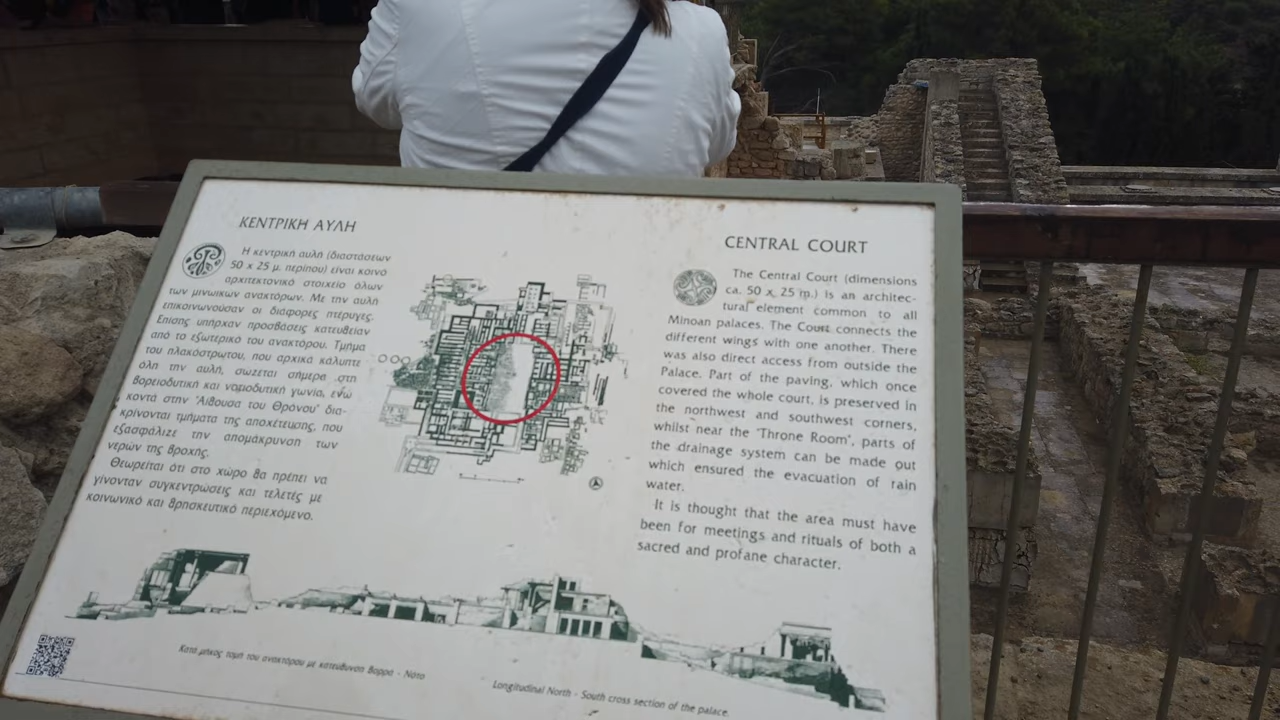 ΚΕΝΤΡΙΚΗ ΑΥΛΗ
Η κεντρική αυλή (διαστάσεων
50 x 25 μ. περίπου) είναι κοινό
αρχιτεκτονικό στοιχείο όλων
των μινωικών ανακτόρων. Με την αυλή
επικοινωνούσαν οι διάφορες πτέρυγες.
Επίσης υπήρχαν προσβάσεις κατευθείαν
από το εξωτερικό του ανακτόρου. Τμήμα
του πλακόστρωτου, που αρχικά κάλυπτε
όλη την αυλή, σώζεται σήμερα στη
βορειοδυτική και νοτιοδυτική γωνία, ενώ
κοντά στην "Αίθουσα του Θρόνου" δια-
κρίνονται τμήματα της αποχέτευσης, που
εξασφάλιζε την απομάκρυνση των
νερών της βροχής.
Θεωρείται ότι στο χώρο θα πρέπει να
γίνονταν συγκεντρώσεις και τελετές με
κοινωνικό και θρησκευτικό περιεχόμενο.
CENTRAL COURT
The Central Court (dimensions
ca. 50 x 25 m.) is an architec-
tural element common to all
Minoan palaces. The Court connects the
different wings with one another. There
was also direct access from outside the
Palace. Part of the paving, which once
covered the whole court, is preserved in
the northwest and southwest corners,
whilst near the "Throne Room", parts of
the drainage system can be made out
which ensured the evacuation of rain
water.
It is thought that the area must have
been for meetings and rituals of both a
sacred and profane character.
Κατά μήκος τομή του ανακτόρου με κατεύθυνση Βορρά - Νότο
Longitudinal North - South cross section of the palace.